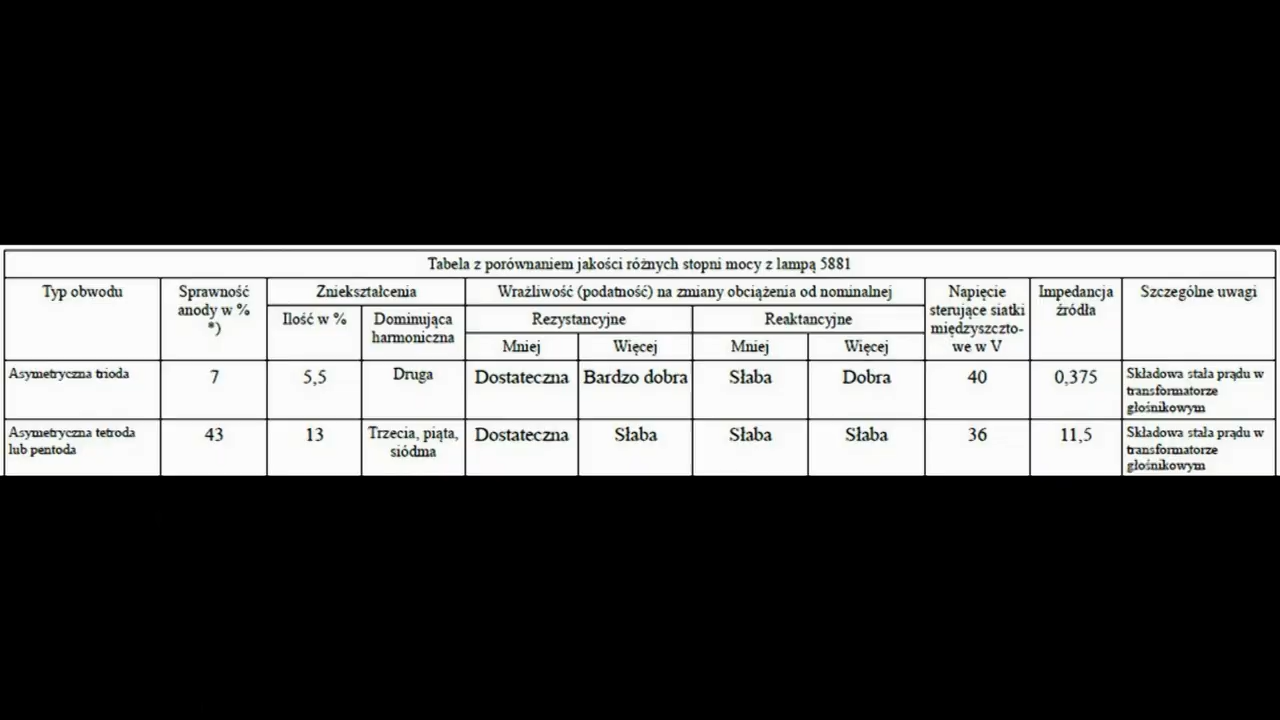 Tabela z porównaniem jakości różnych stopni mocy z lampą 5881
Typ obwodu
Sprawność
anody w %
*)
Zniekształcenia
Ilość w %
Dominująca
harmoniczna
Wrażliwość (podatność) na zmiany obciążenia od nominalnej
Rezystancyjne
Reaktancyjne
Mniej
Więcej
Mniej
Więcej
Napięcie
sterujące siatki
międzyszczto-
we w V
Impedancja
źródła
Szczególne uwagi
Asymetryczna trioda
7
5,5
Druga
Dostateczna
Bardzo dobra
Słaba
Dobra
40
0,375
Składowa stała prądu w
transformatorze
głośnikowym
Asymetryczna tetroda
lub pentoda
43
13
Trzecia, piąta,
siódma
Dostateczna
Słaba
Słaba
Słaba
36
11,5
Składowa stała prądu w
transformatorze
głośnikowym